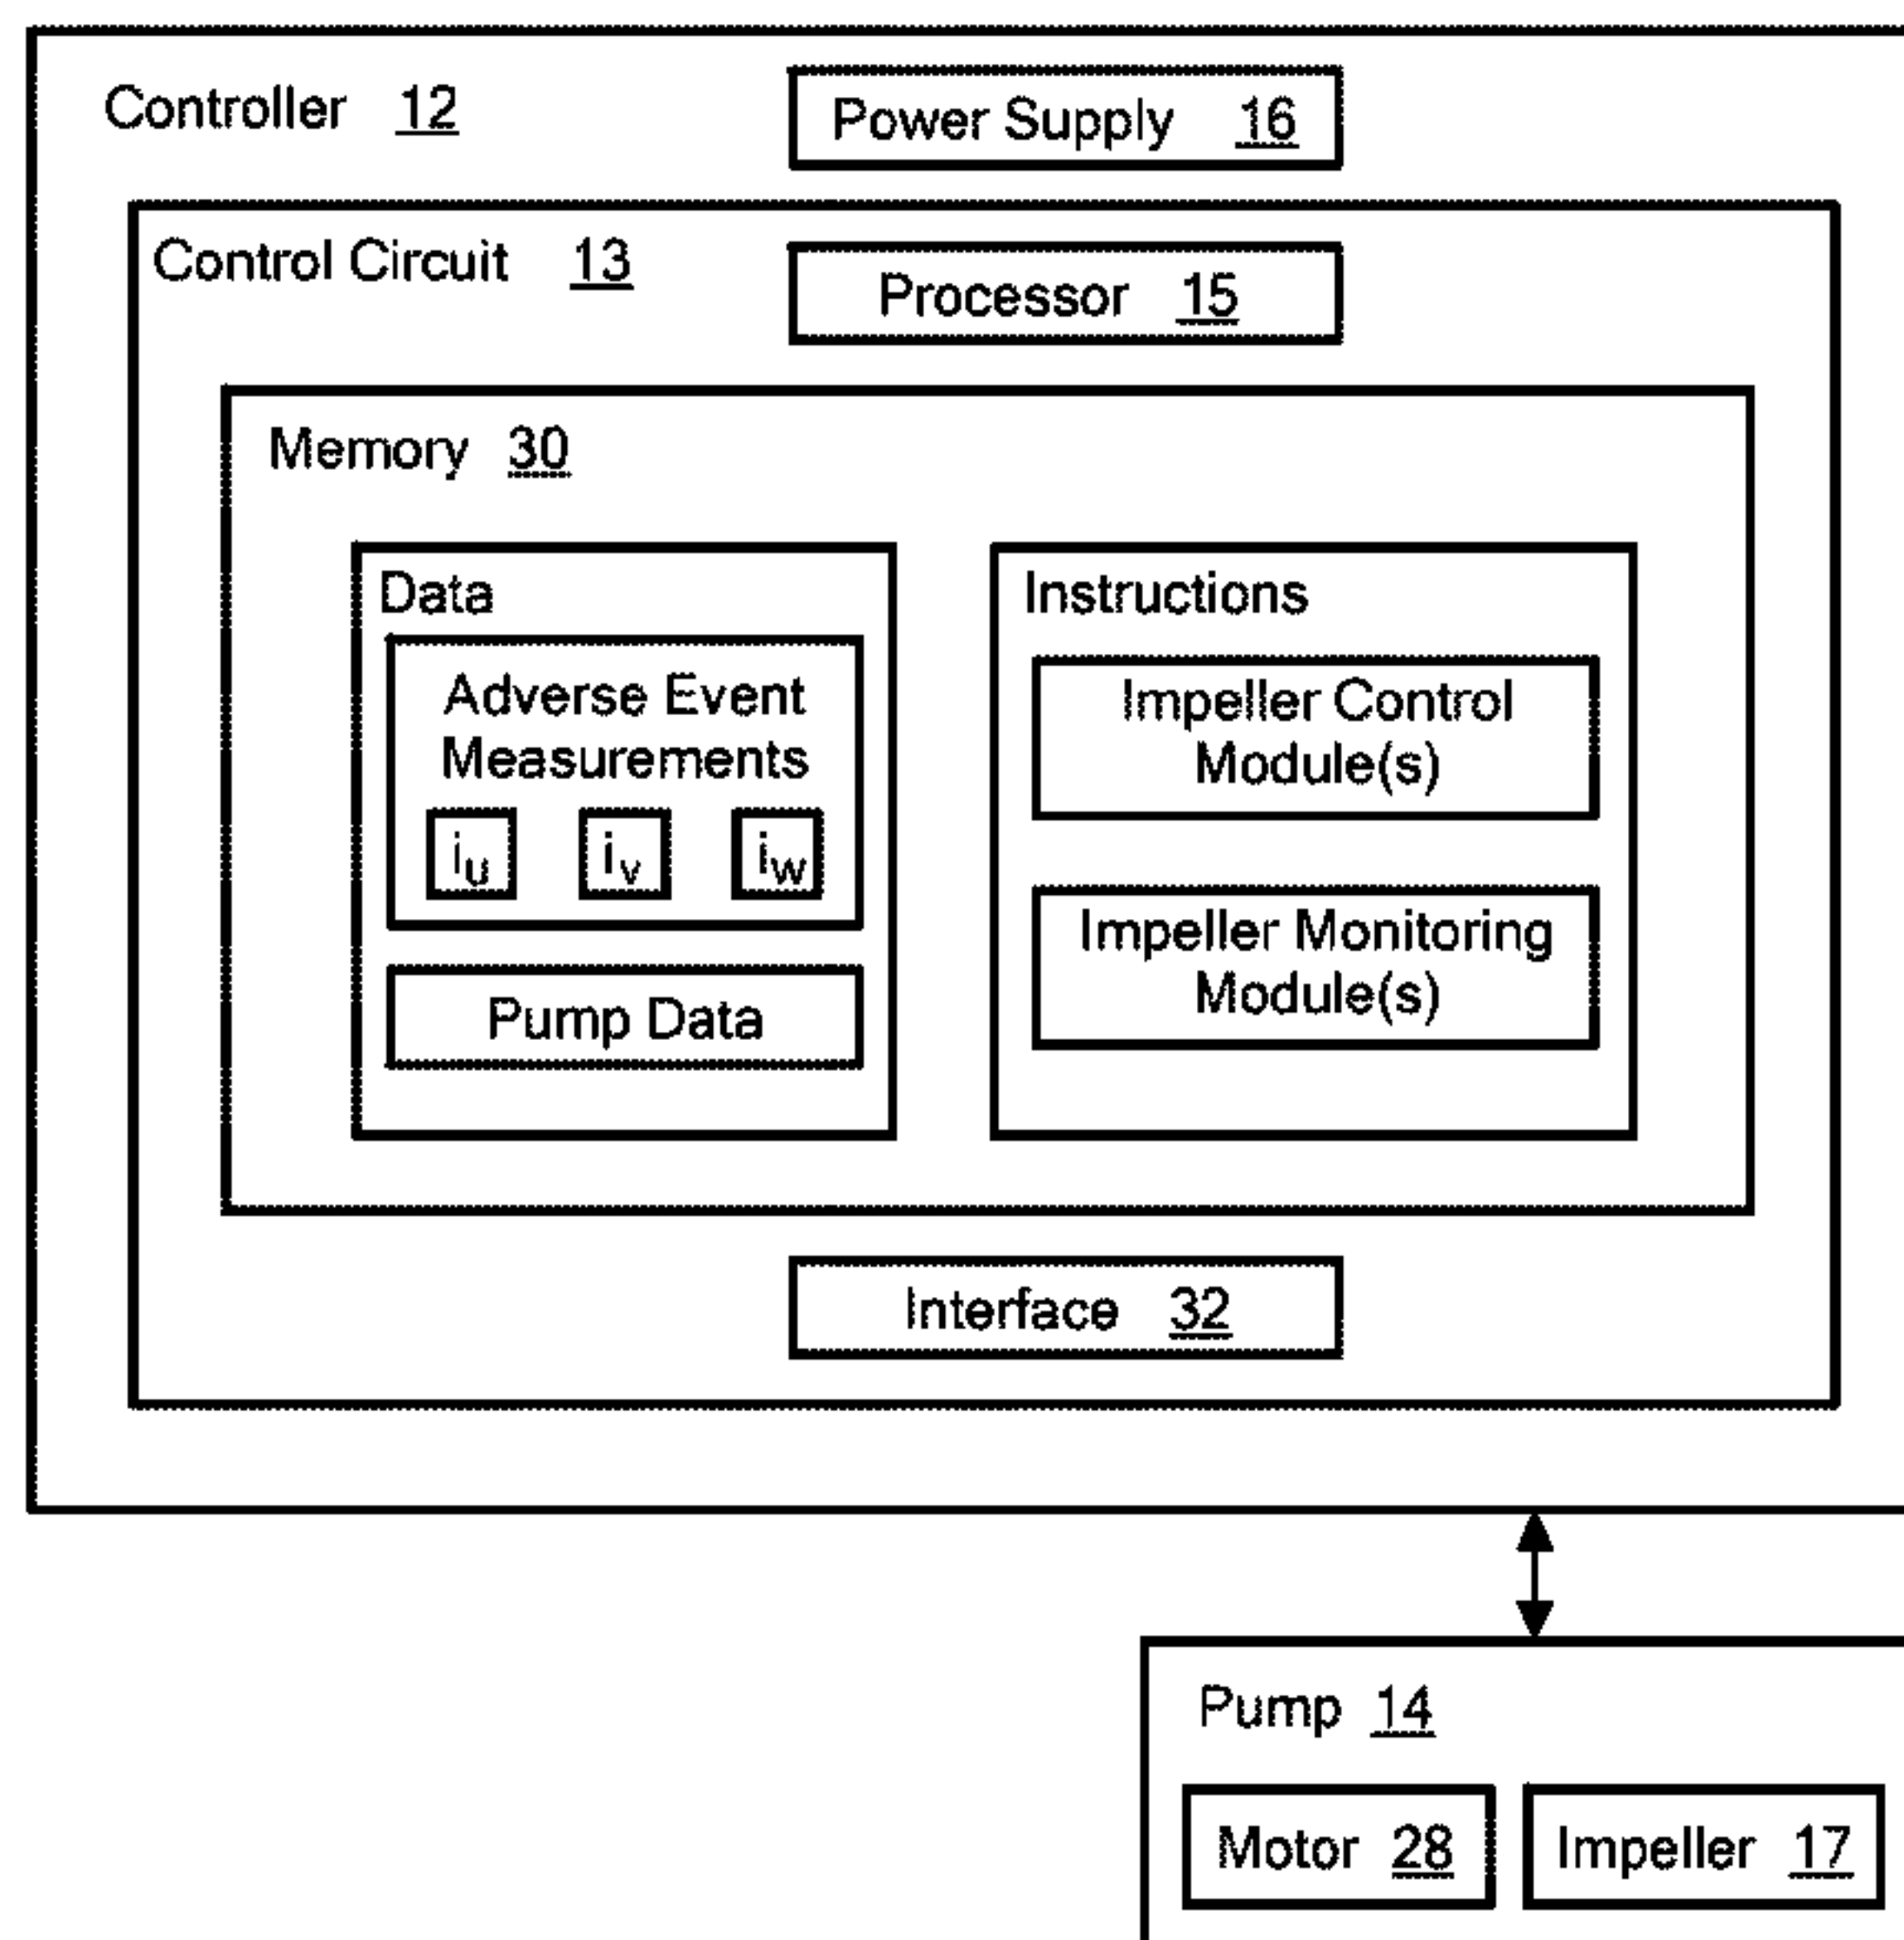 Controller 12
Power Supply 16
Control Circuit 13
Processor 15
Memory 30
Data
Adverse Event
Measurements
iu iv iw
Pump Data
Instructions
Impeller Control
Module(s)
Impeller Monitoring
Module(s)
Interface 32
Pump 14
Motor 28
Impeller 17